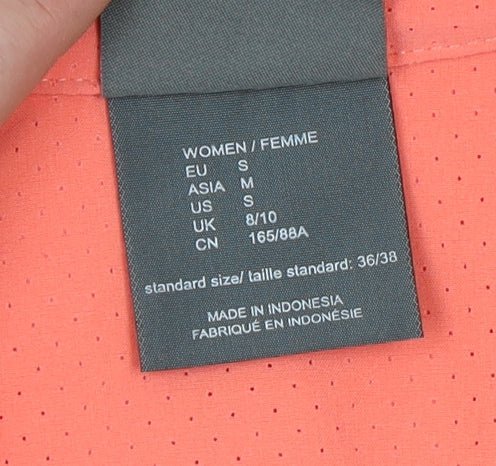 WOMEN / FEMME
EU S
ASIA M
US S
UK 8/10
CN 165/88A
standard size/ taille standard: 36/38
MADE IN INDONESIA
FABRIQUÉ EN INDONÉSIE